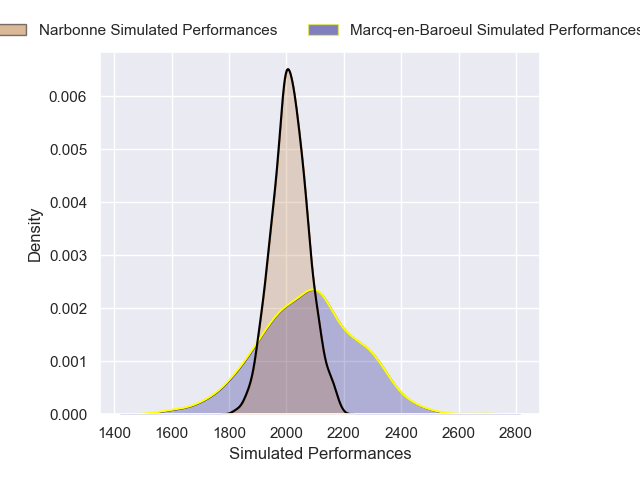 Narbonne Simulated Performances Marcq-en-Baroeul Simulated Performances
0.006
0.005
0.004
0.003
0.002
0.001
0.000
Density
1400 1600 1800 2000 2200 2400 2600 2800
Simulated Performances